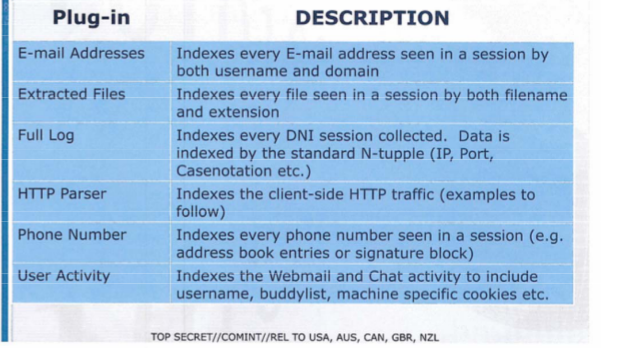 Plug-in DESCRIPTION
E-mail Addresses Indexes every E-mail address seen in a session by
both username and domain
Extracted Files Indexes every file seen in a session by both filename
and extension
Full Log Indexes every DNI session collected. Data is
indexed by the standard N-tupple (IP, Port,
Casenotation etc.)
HTTP Parser Indexes the client-side HTTP traffic (examples to
follow)
Phone Number Indexes every phone number seen in a session (e.g.
address book entries or signature block)
User Activity Indexes the Webmail and Chat activity to include
username, buddylist, machine specific cookies etc.
TOP SECRET//COMINT//REL TO USA, AUS, CAN, GBR, NZL